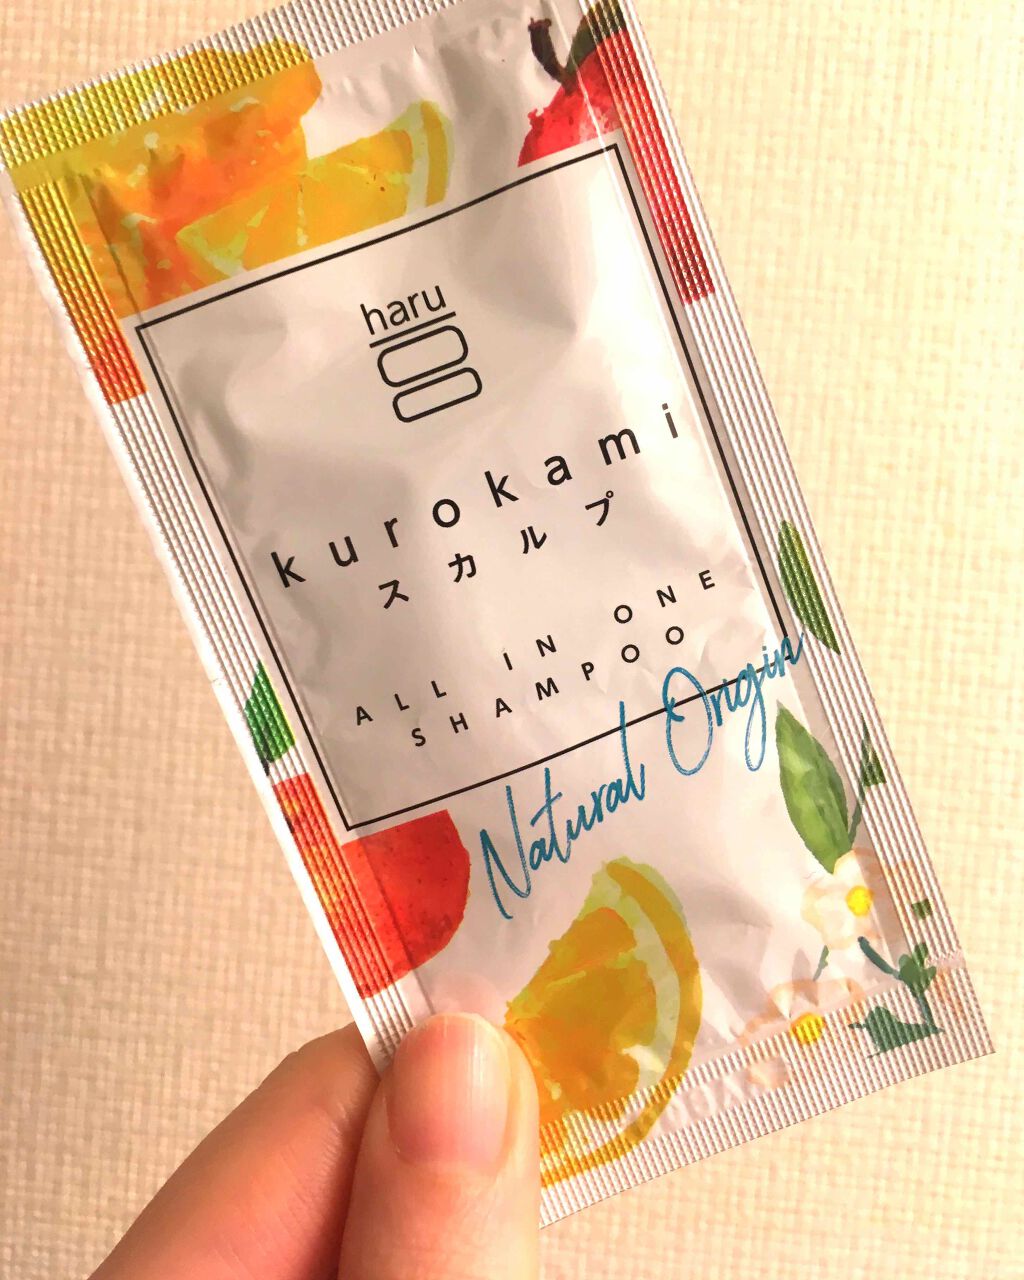 haru
kurokami
スカルプ
ALL IN ONE
SHAMPOO
Natural Origin